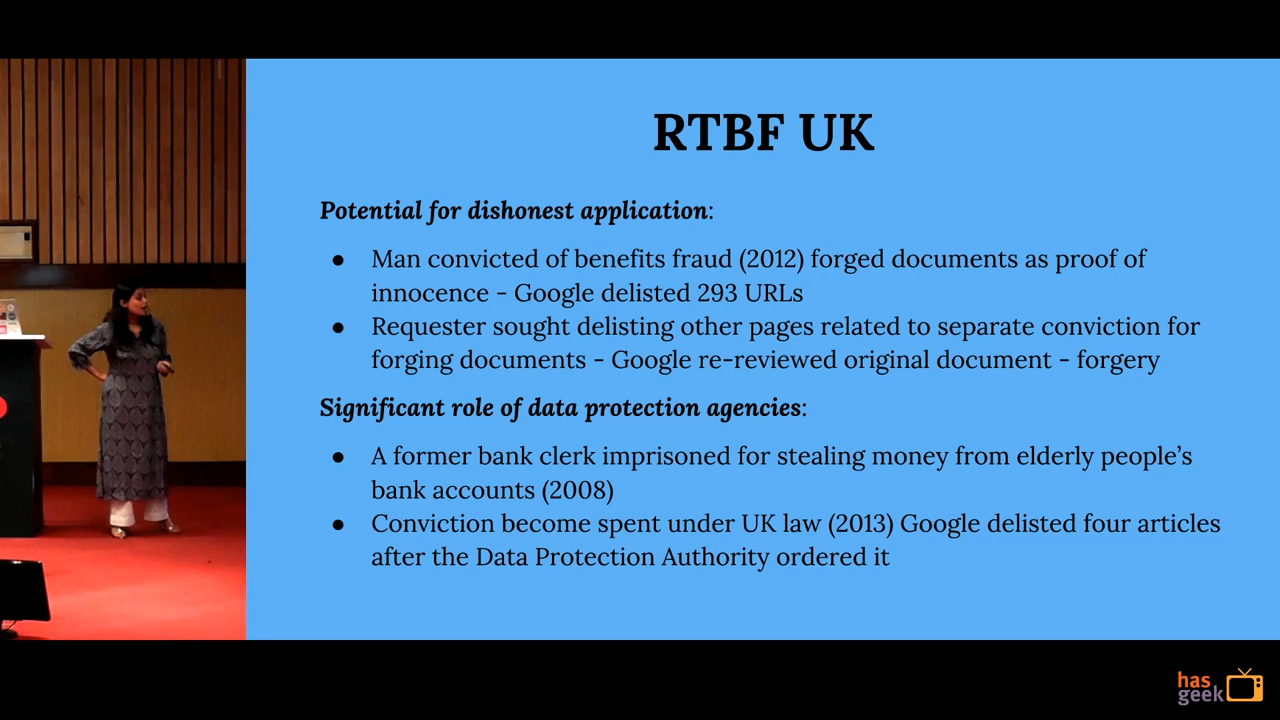 RTBF UK
Potential for dishonest application:
● Man convicted of benefits fraud (2012) forged documents as proof of
innocence - Google delisted 293 URLs
● Requester sought delisting other pages related to separate conviction for
forging documents - Google re-reviewed original document - forgery
Significant role of data protection agencies:
● A former bank clerk imprisoned for stealing money from elderly people's
bank accounts (2008)
● Conviction become spent under UK law (2013) Google delisted four articles
after the Data Protection Authority ordered it
has
geek